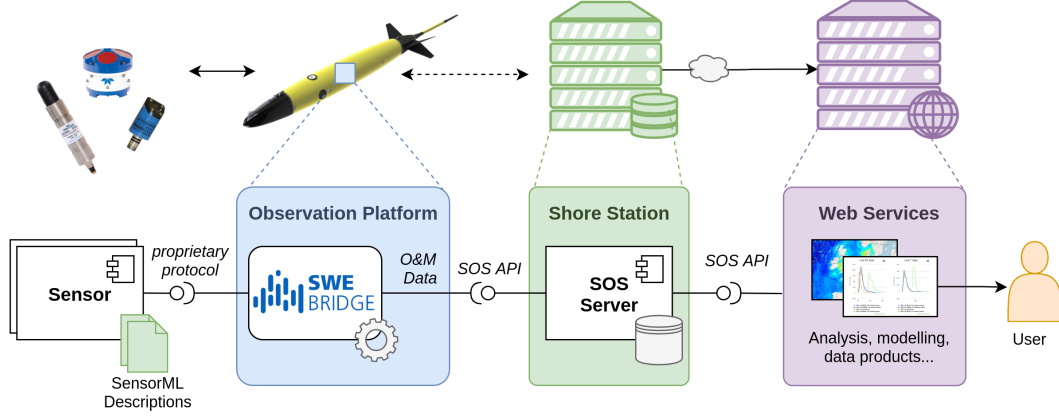 Observation Platform
Shore Station
Web Services
proprietary
protocol
O&M
Data
SOS API
SOS API
Sensor
SWE
BRIDGE
SOS
Server
SensorML
Descriptions
Analysis, modelling,
data products...
User